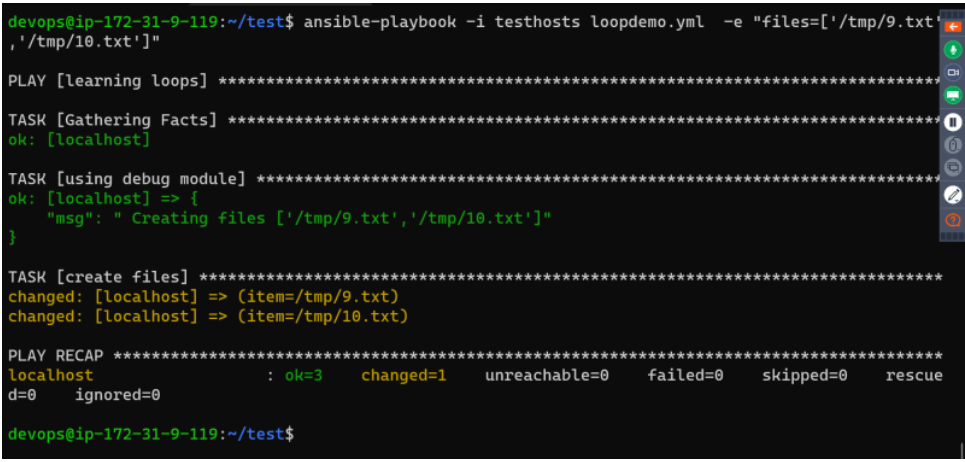 devops@ip-172-31-9-119:~/test$ ansible-playbook -i testhosts loopdemo.yml  -e "files=['/tmp/9.txt'
,'/tmp/10.txt']"
PLAY [learning loops] ****************************************************************************
TASK [Gathering Facts] ***************************************************************************
ok: [localhost]
TASK [using debug module] ************************************************************************
ok: [localhost] => {
    "msg": " Creating files ['/tmp/9.txt','/tmp/10.txt']"
}
TASK [create files] ******************************************************************************
changed: [localhost] => (item=/tmp/9.txt)
changed: [localhost] => (item=/tmp/10.txt)
PLAY RECAP ***************************************************************************************
localhost                  : ok=3    changed=1    unreachable=0    failed=0    skipped=0    rescue
d=0    ignored=0
devops@ip-172-31-9-119:~/test$